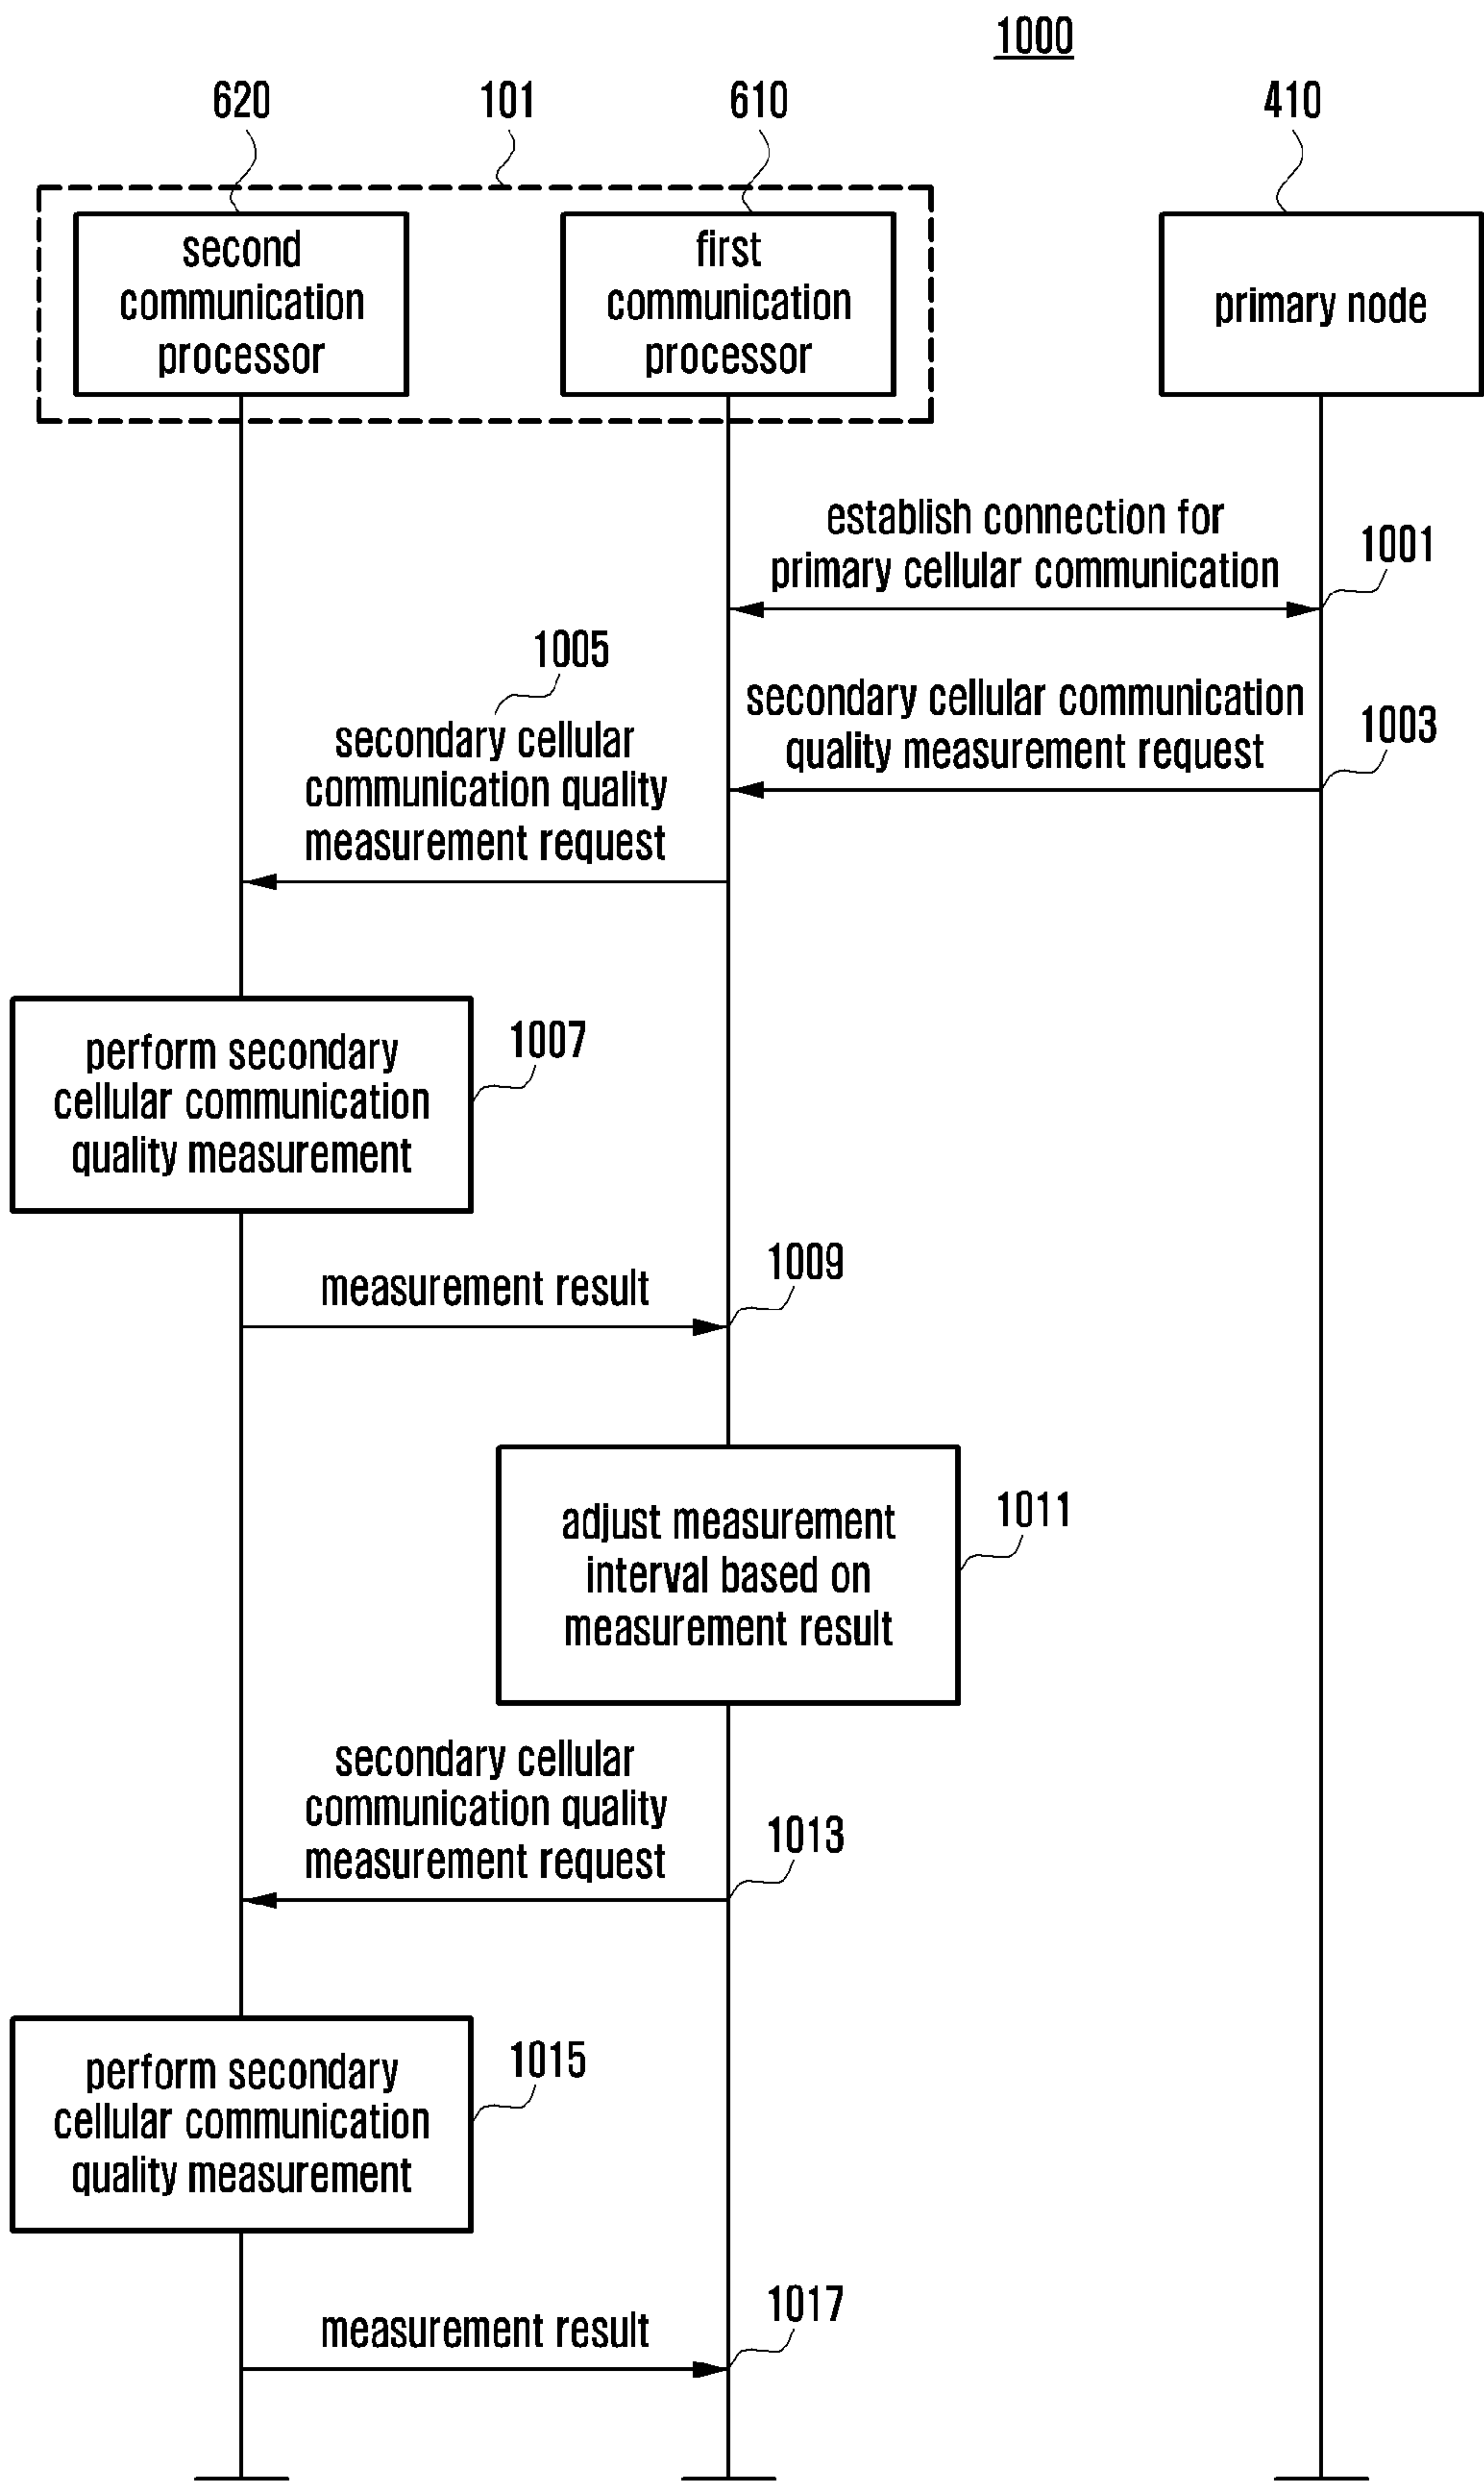 1000
620
101
610
410
second
communication
processor
first
communication
processor
primary node
establish connection for
primary cellular communication
1001
1005
secondary cellular communication
quality measurement request
1003
secondary cellular
communication quality
measurement request
perform secondary
cellular communication
quality measurement
1007
measurement result
1009
adjust measurement
interval based on
measurement result
1011
secondary cellular
communication quality
measurement request
1013
perform secondary
cellular communication
quality measurement
1015
measurement result
1017